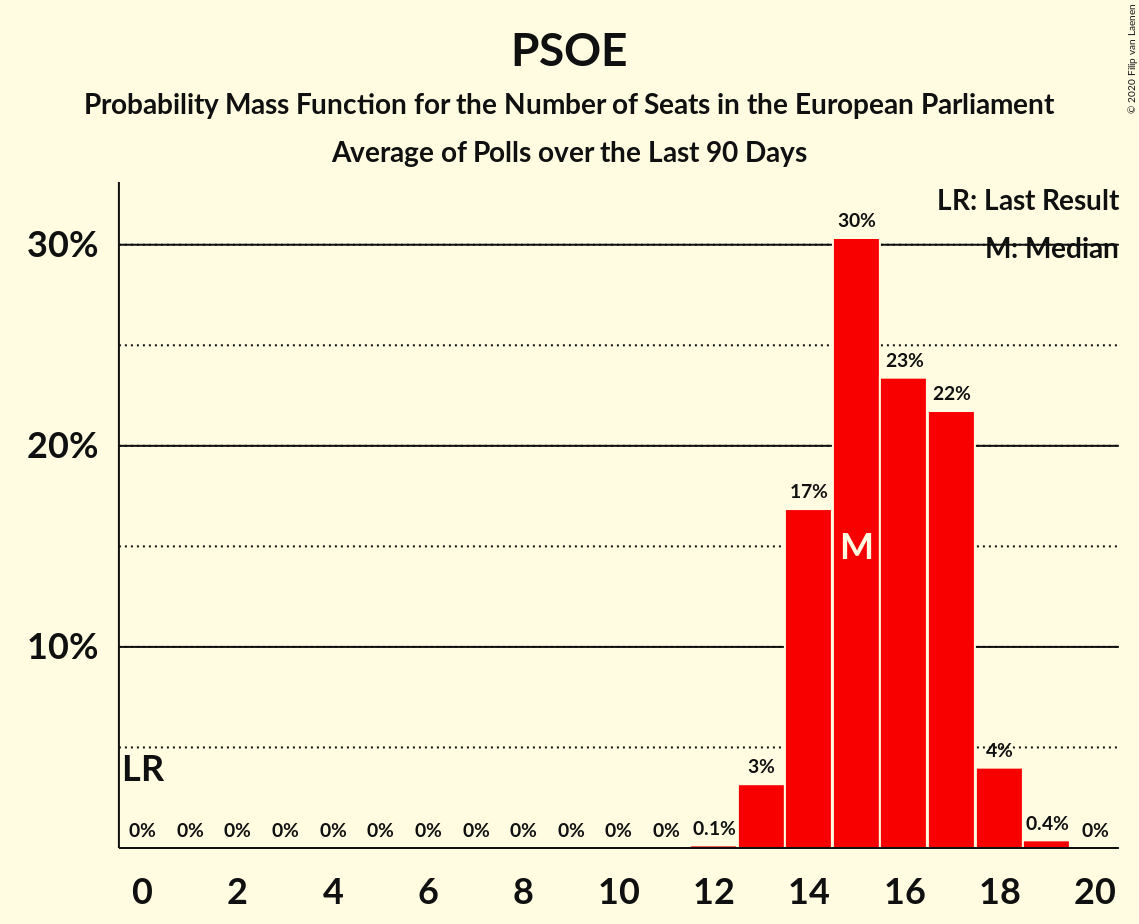 PSOE
Probability Mass Function for the Number of Seats in the European Parliament
Average of Polls over the Last 90 Days
© 2020 Filip van Laenen
LR: Last Result
M: Median
30%
20%
10%
30%
23%
22%
17%
M
LR
4%
3%
0% 0% 0% 0% 0% 0% 0% 0% 0% 0% 0% 0% 0.1% 0.4% 0%
0 2 4 6 8 10 12 14 16 18 20